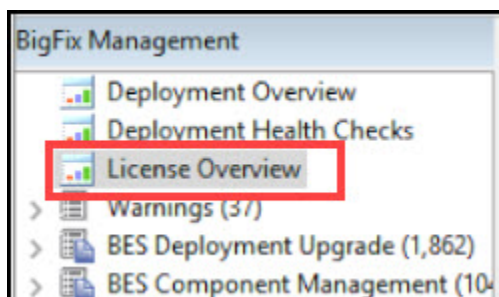 BigFix Management
Deployment Overview
Deployment Health Checks
License Overview
Warnings (37)
BES Deployment Upgrade (1,862)
BES Component Management (10